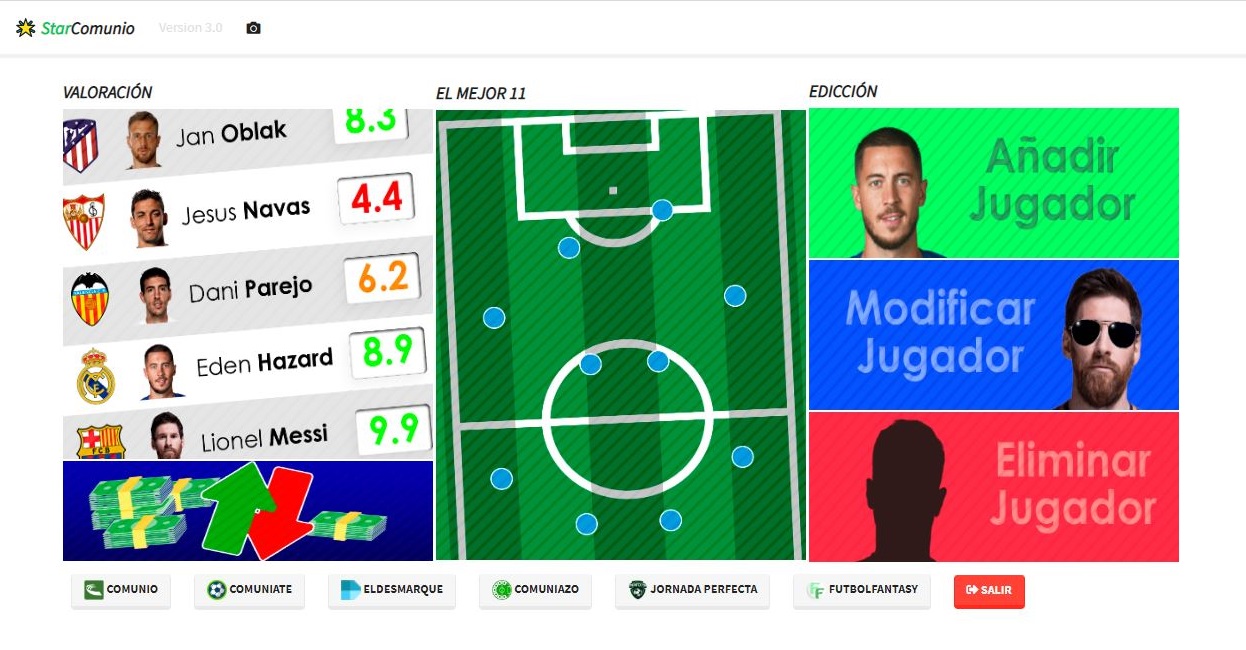 StarComunio
Version 3.0
VALORACIÓN
Jan Oblak
8.3
Jesus Navas
4.4
Dani Parejo
6.2
Eden Hazard
8.9
Lionel Messi
9.9
FCB
EL MEJOR 11
EDICCIÓN
Añadir
Jugador
Modificar
Jugador
Eliminar
Jugador
COMUNIO
COMUNIATE
ELDESMARQUE
COMUNIAZO
JORNADA PERFECTA
FF FUTBOLFANTASY
SALIR